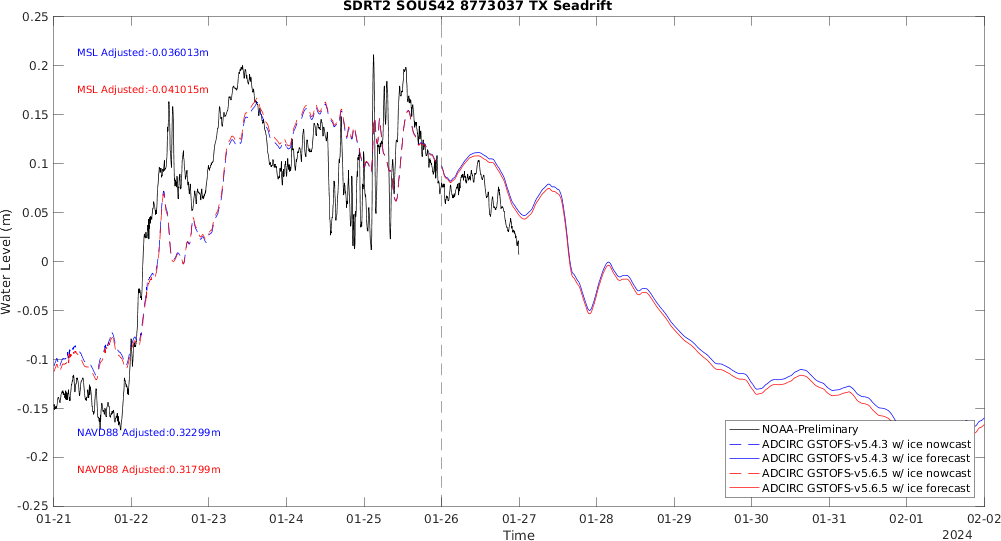 SDRT2 SOUS42 8773037 TX Seadrift
MSL Adjusted:-0.036013m
MSL Adjusted:-0.041015m
NAVD88 Adjusted:0.32299m
NAVD88 Adjusted:0.31799m
Water Level (m)
0.25
0.2
0.15
0.1
0.05
0
-0.05
-0.1
-0.15
-0.2
-0.25
NOAA-Preliminary
ADCIRC GSTOFS-v5.4.3 w/ ice nowcast
ADCIRC GSTOFS-v5.4.3 w/ ice forecast
ADCIRC GSTOFS-v5.6.5 w/ ice nowcast
ADCIRC GSTOFS-v5.6.5 w/ ice forecast
01-21 01-22 01-23 01-24 01-25 01-26 01-27 01-28 01-29 01-30 01-31 02-01 02-02
Time
2024